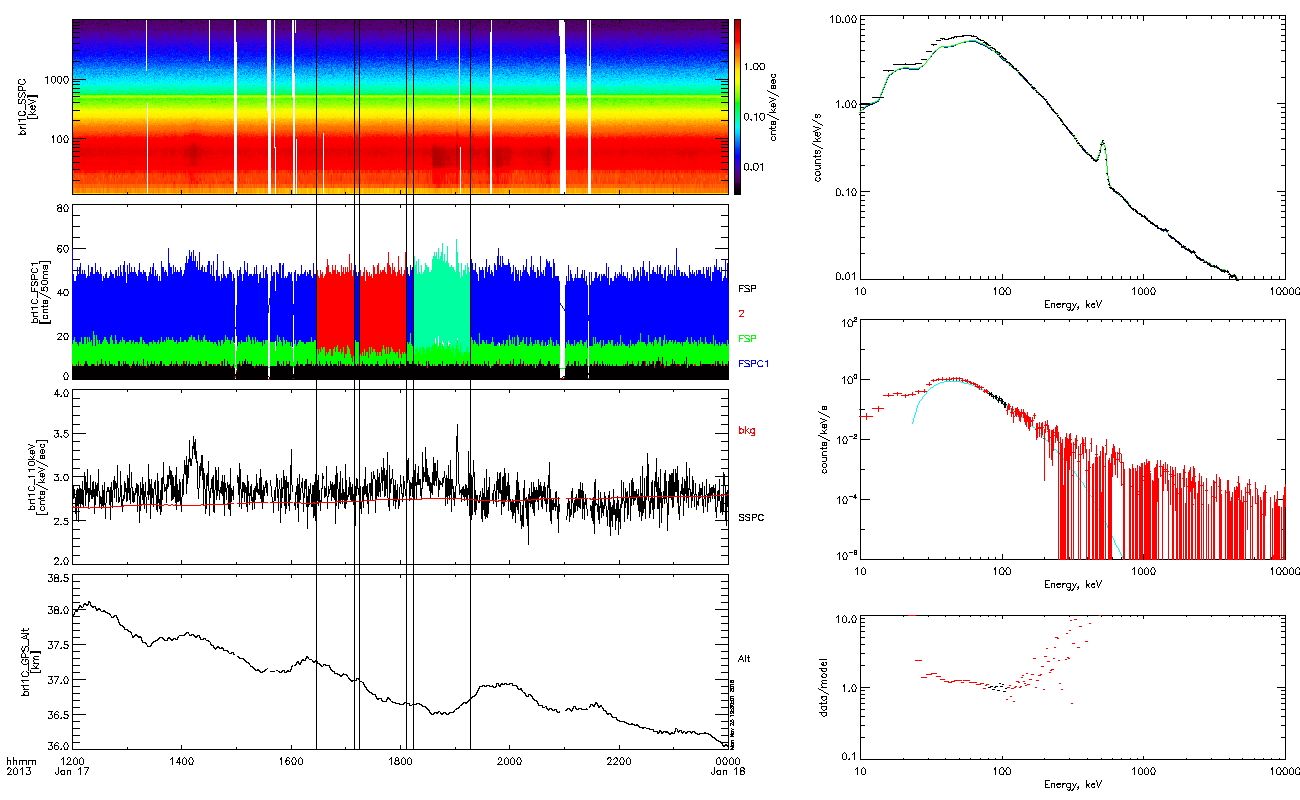 brl1C_SSPC
[keV]
1000
100
1.00
0.10
0.01
cnts/keV/sec
brl1C_FSPC1
[cnts/50ms]
80
60
40
20
0
FSP
2
FSP
FSPC1
brl1C_110keV
[cnts/keV/sec]
4.0
3.5
3.0
2.5
2.0
bkg
SSPC
brl1C_GPS_Alt
[km]
38.5
38.0
37.5
37.0
36.5
36.0
Alt
hhmm
2013
1200
Jan 17
1400
1600
1800
2000
2200
0000
Jan 18
counts/keV/s
10.00
1.00
0.10
0.01
10
100
1000
10000
Energy, keV
counts/keV/s
10^2
10^0
10^-2
10^-4
10^-6
10
100
1000
10000
Energy, keV
data/model
10.0
1.0
0.1
10
100
1000
10000
Energy, keV